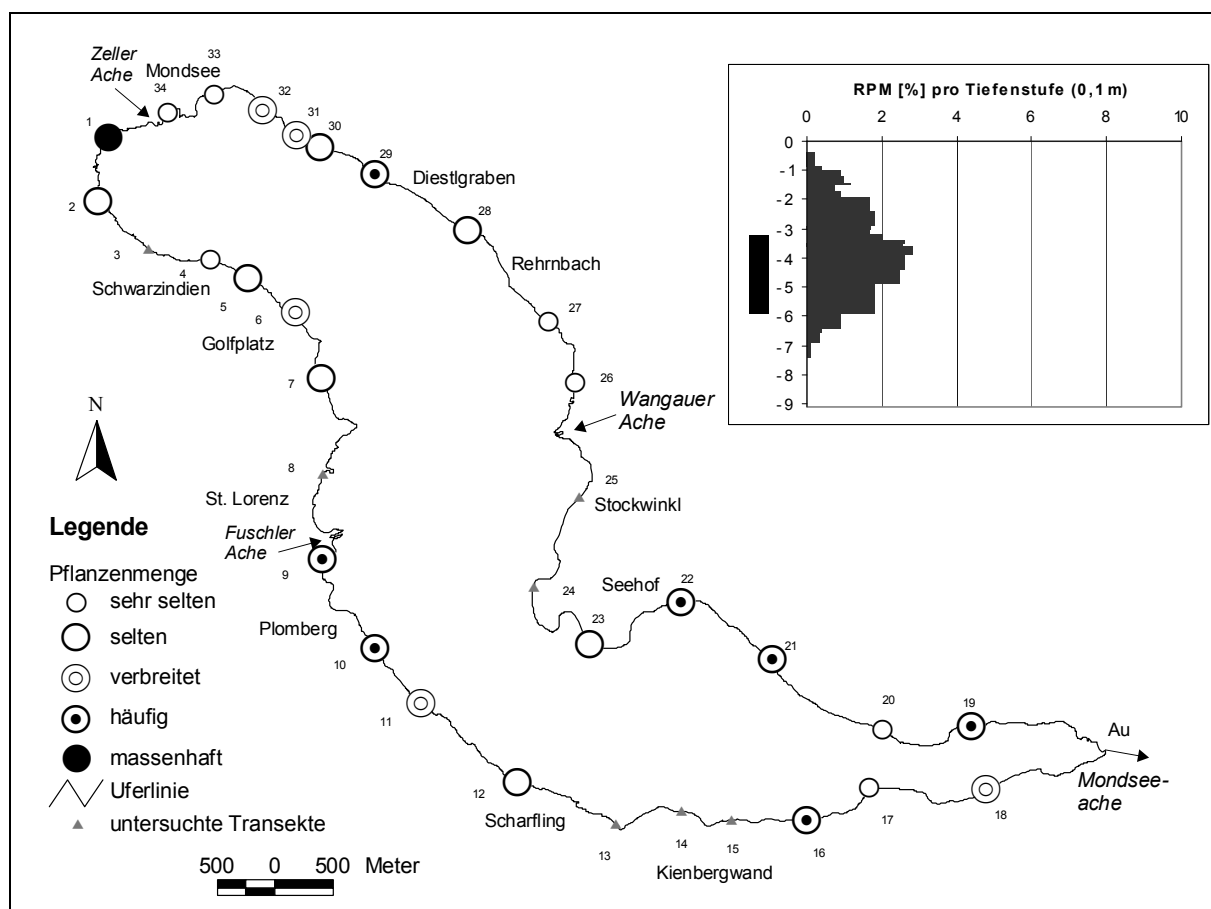 Zeller
Ache
Mondsee
33
34
32
31
30
1
29
Diestlgraben
2
28
3
4
Schwarzindien
5
6
Rehrnbach
Golfplatz
27
7
26
Wangauer
Ache
N
8
25
St. Lorenz
Stockwinkl
Fuschler
Ache
9
24
Seehof
22
23
Plomberg
10
21
11
20
19
Au
Mondsee-
ache
12
Scharfling
13
14
15
16
17
18
Kienbergwand
Legende
Pflanzenmenge
sehr selten
selten
verbreitet
häufig
massenhaft
Uferlinie
untersuchte Transekte
500 0 500 Meter
RPM [%] pro Tiefenstufe (0,1 m)
0 2 4 6 8 10
0
-1
-2
-3
-4
-5
-6
-7
-8
-9